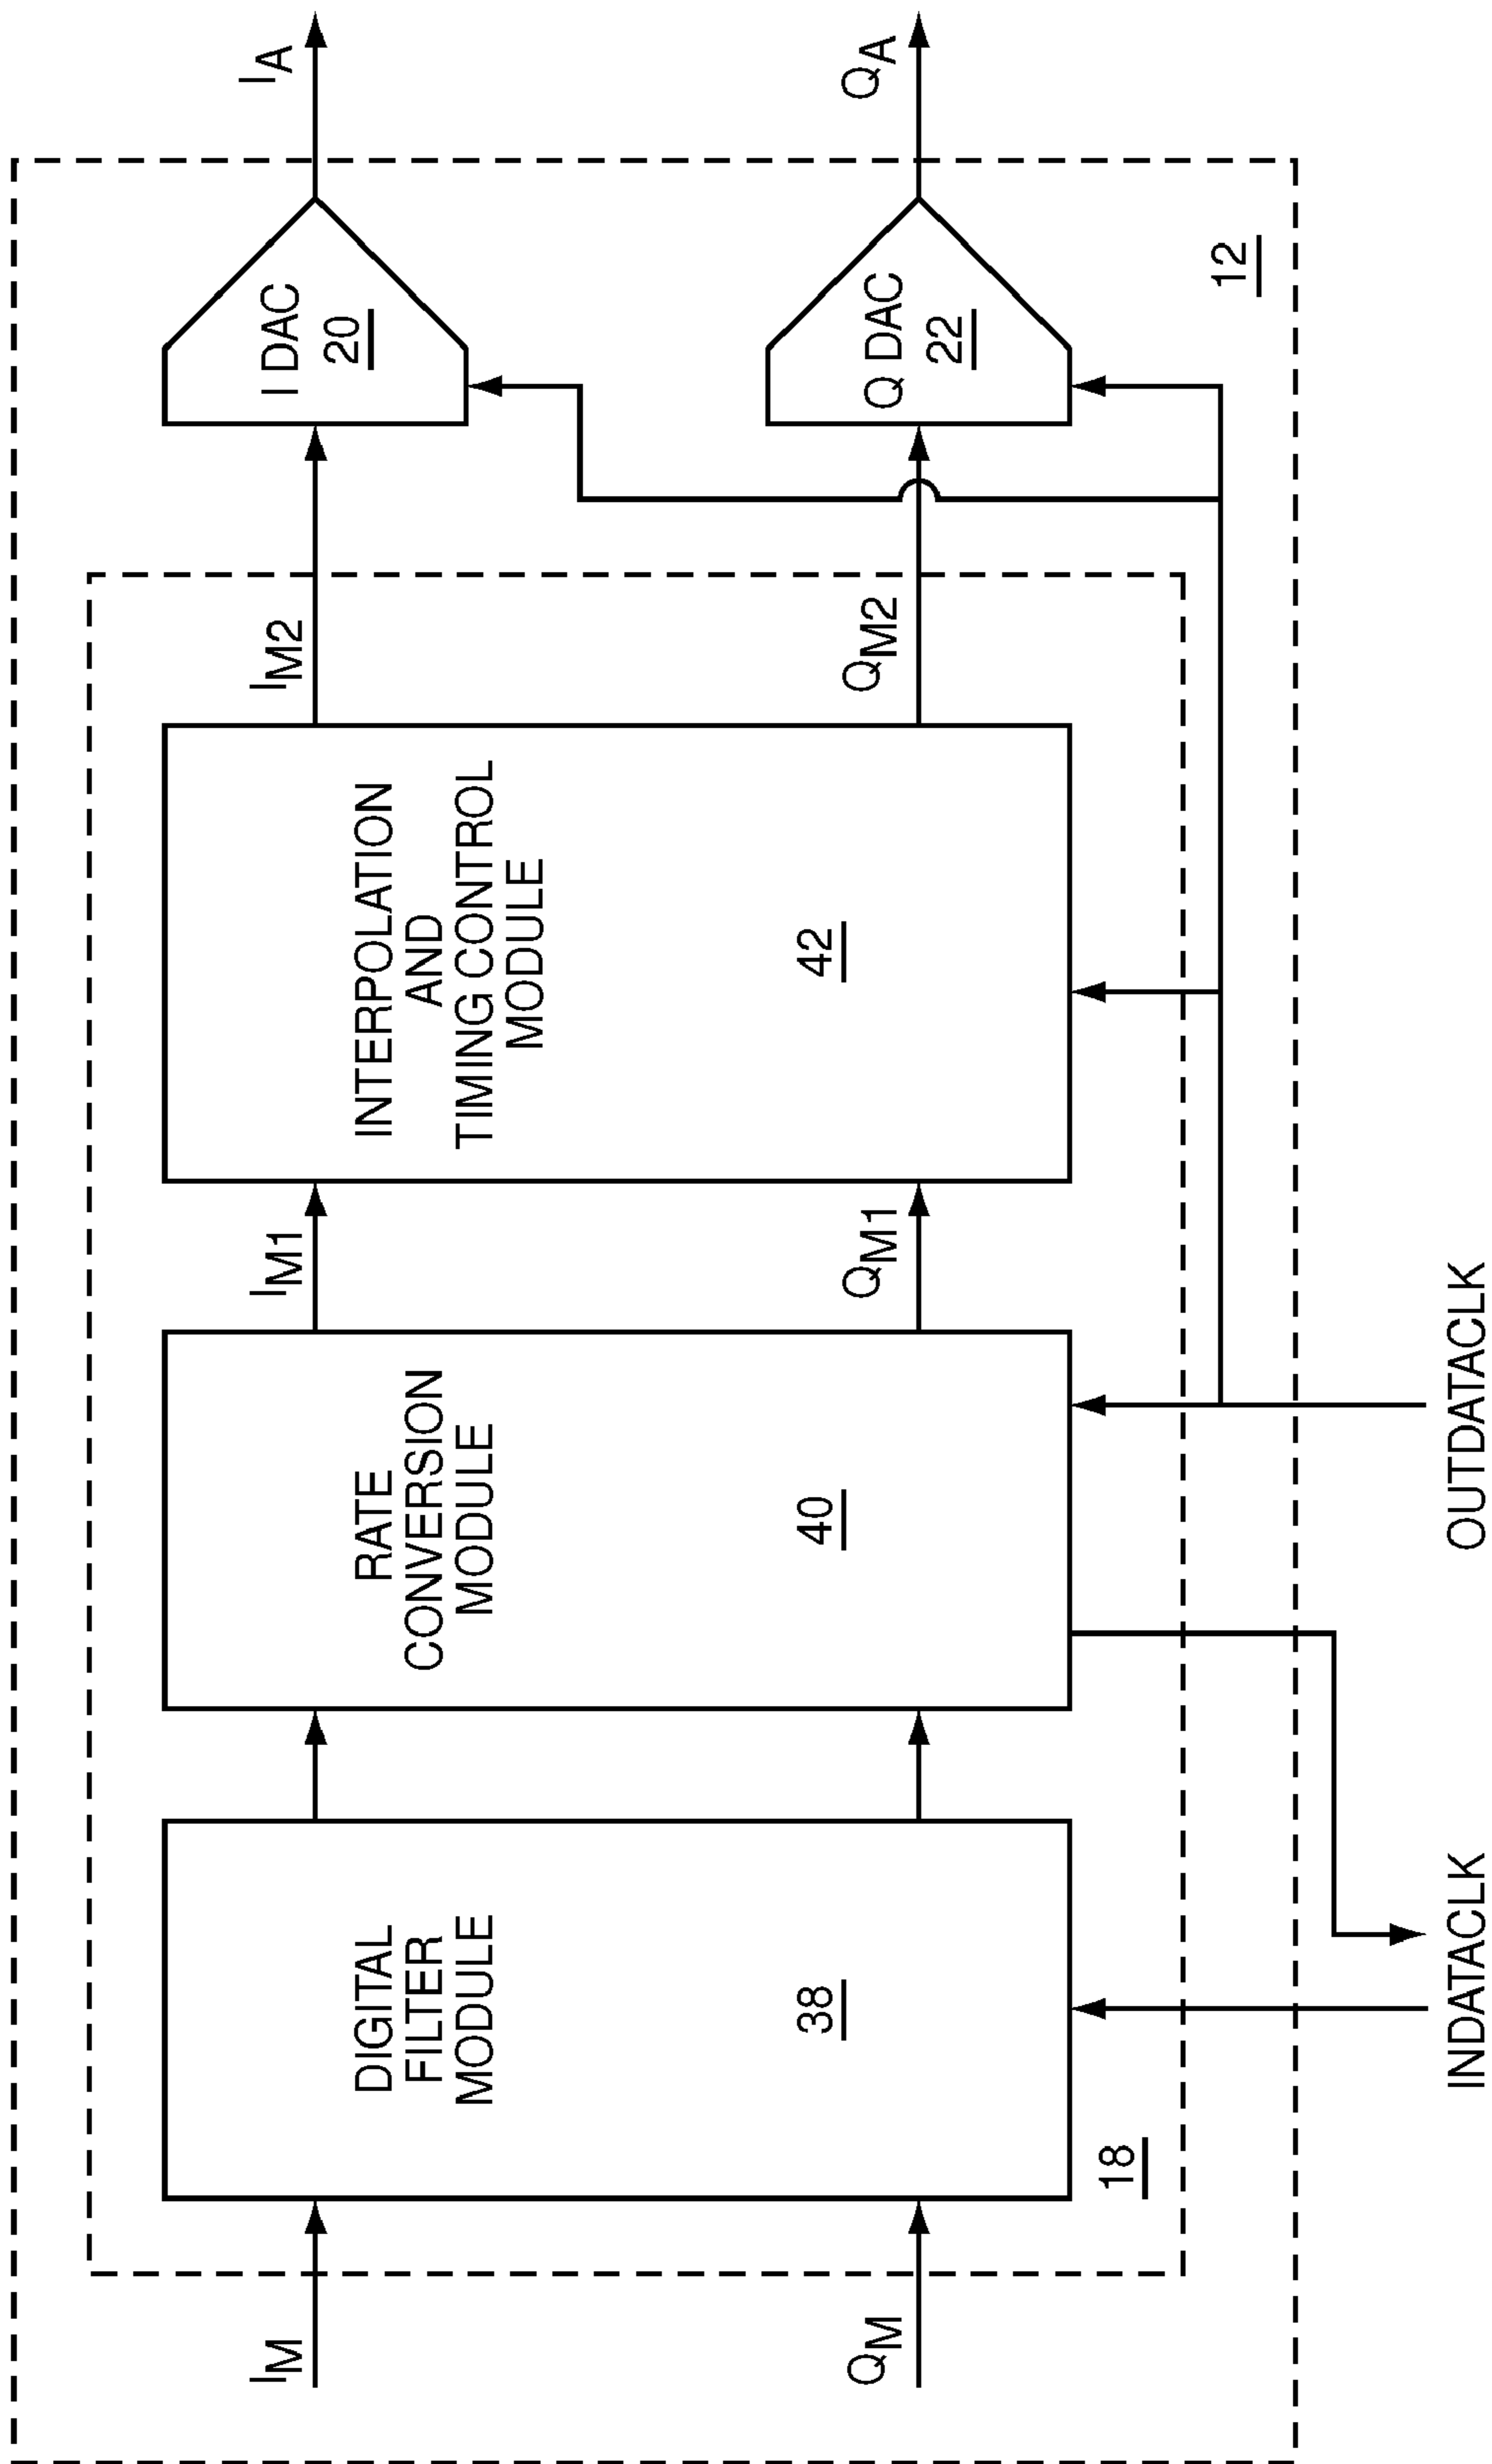 I_M
Q_M
DIGITAL
FILTER
MODULE
38
18
RATE
CONVERSION
MODULE
40
I_M1
Q_M1
INTERPOLATION
AND
TIMING CONTROL
MODULE
42
I_M2
Q_M2
I DAC
20
Q DAC
22
12
I_A
Q_A
INDATACLK
OUTDATACLK